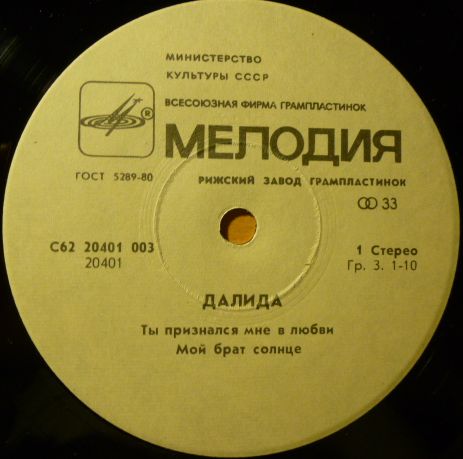 МИНИСТЕРСТВО
КУЛЬТУРЫ СССР
ВСЕСОЮЗНАЯ ФИРМА ГРАМПЛАСТИНОК
®
МЕЛОДИЯ
ГОСТ 5289-80
РИЖСКИЙ ЗАВОД ГРАМПЛАСТИНОК
33
С62 20401 003
1 Стерео
20401
Гр. 3. 1-10
ДАЛИДА
Ты признался мне в любви
Мой брат солнце